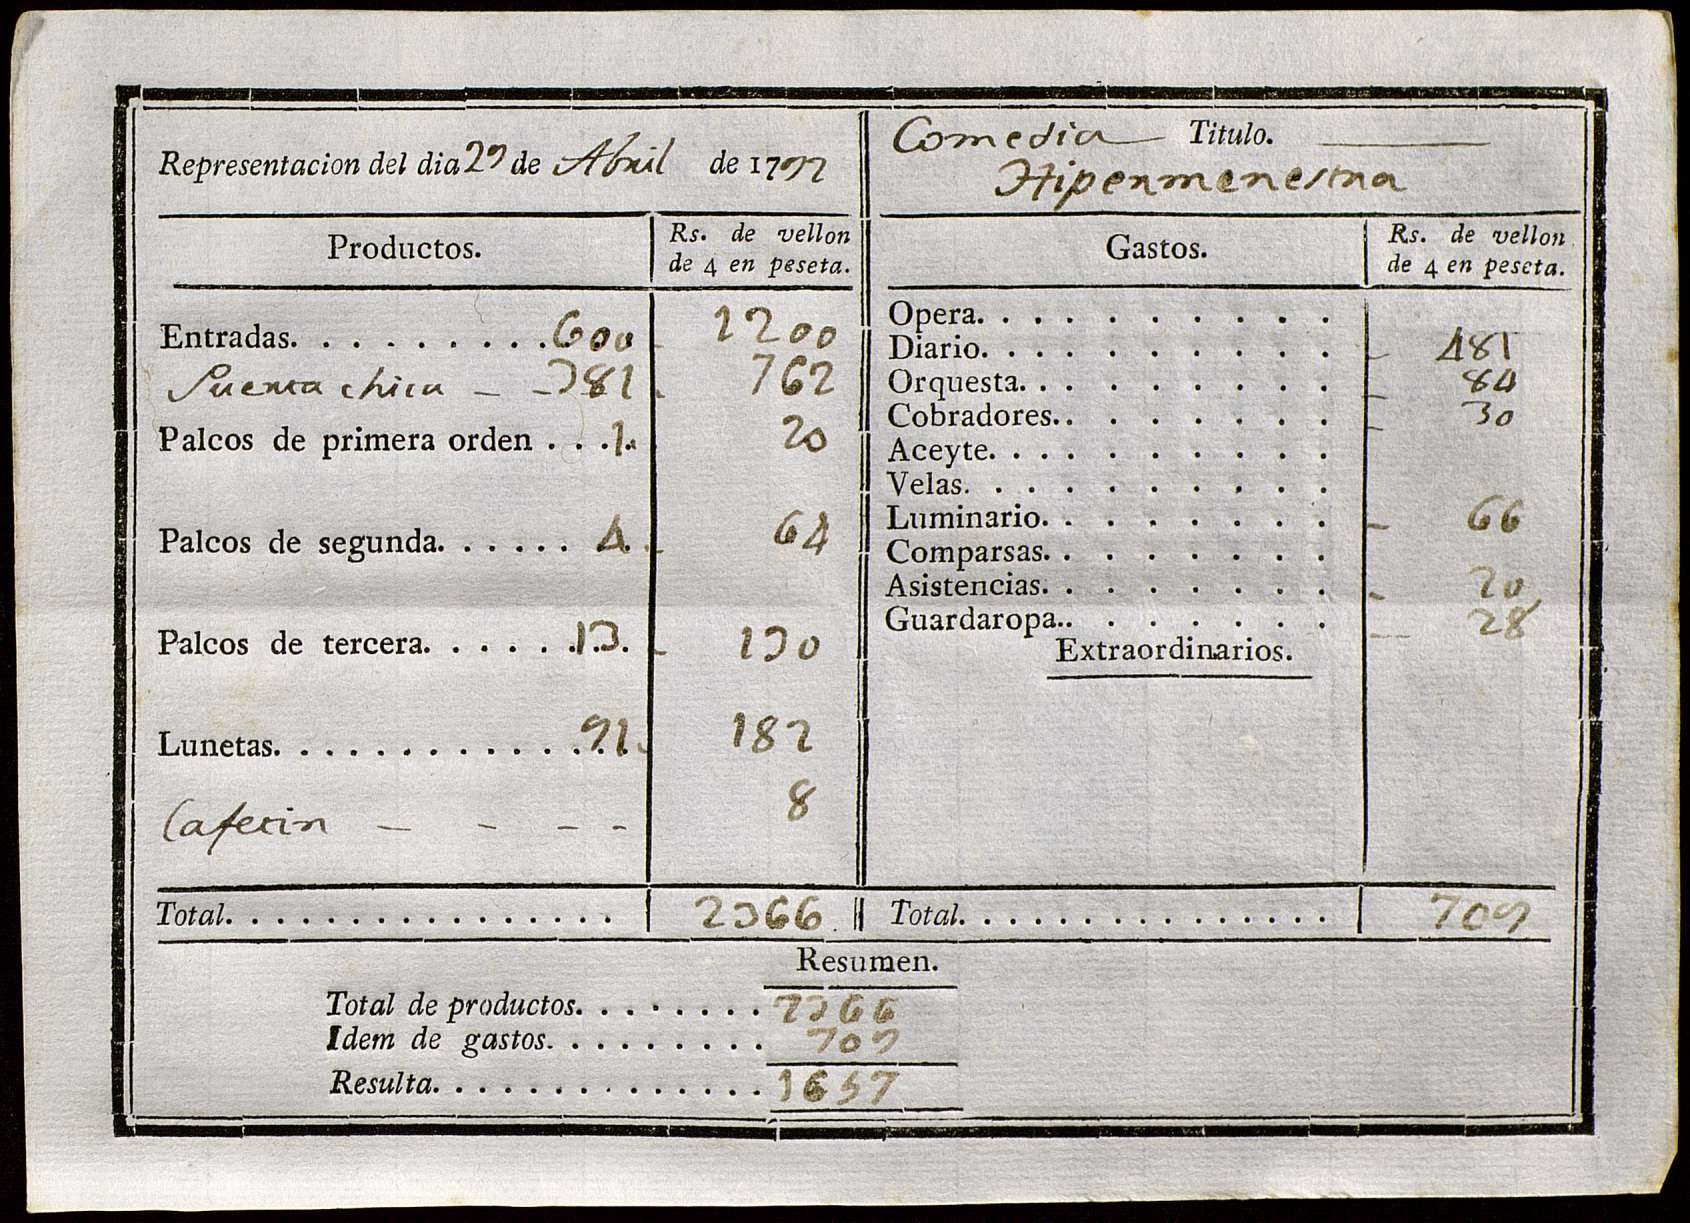 Representacion del dia 29 de Abril de 1792
Comedia Titulo.
Hipermenestra
Productos. Rs. de vellon de 4 en peseta.
Entradas. . . . . . . . . . 600 1200
Puerta chica - - 381 762
Palcos de primera orden . . . 1. 20
Palcos de segunda. . . . . . 4. 64
Palcos de tercera. . . . . . 13. 130
Lunetas. . . . . . . . . . . . . 91. 182
Cafetin - - - - 8
Total. . . . . . . . . . . . . . . . 2366
Gastos. Rs. de vellon de 4 en peseta.
Opera. . . . . . . . . . .
Diario. . . . . . . . . . . 481
Orquesta. . . . . . . . . . 84
Cobradores. . . . . . . . . 30
Aceyte. . . . . . . . . . .
Velas. . . . . . . . . . .
Luminario. . . . . . . . . 66
Comparsas. . . . . . . . .
Asistencias. . . . . . . . . 20
Guardaropa. . . . . . . . . 28
Extraordinarios.
Total. . . . . . . . . . . . . . . 709
Resumen.
Total de productos. . . . . . . . 2366
Idem de gastos. . . . . . . . . 709
Resulta. . . . . . . . . . . . . . 1657